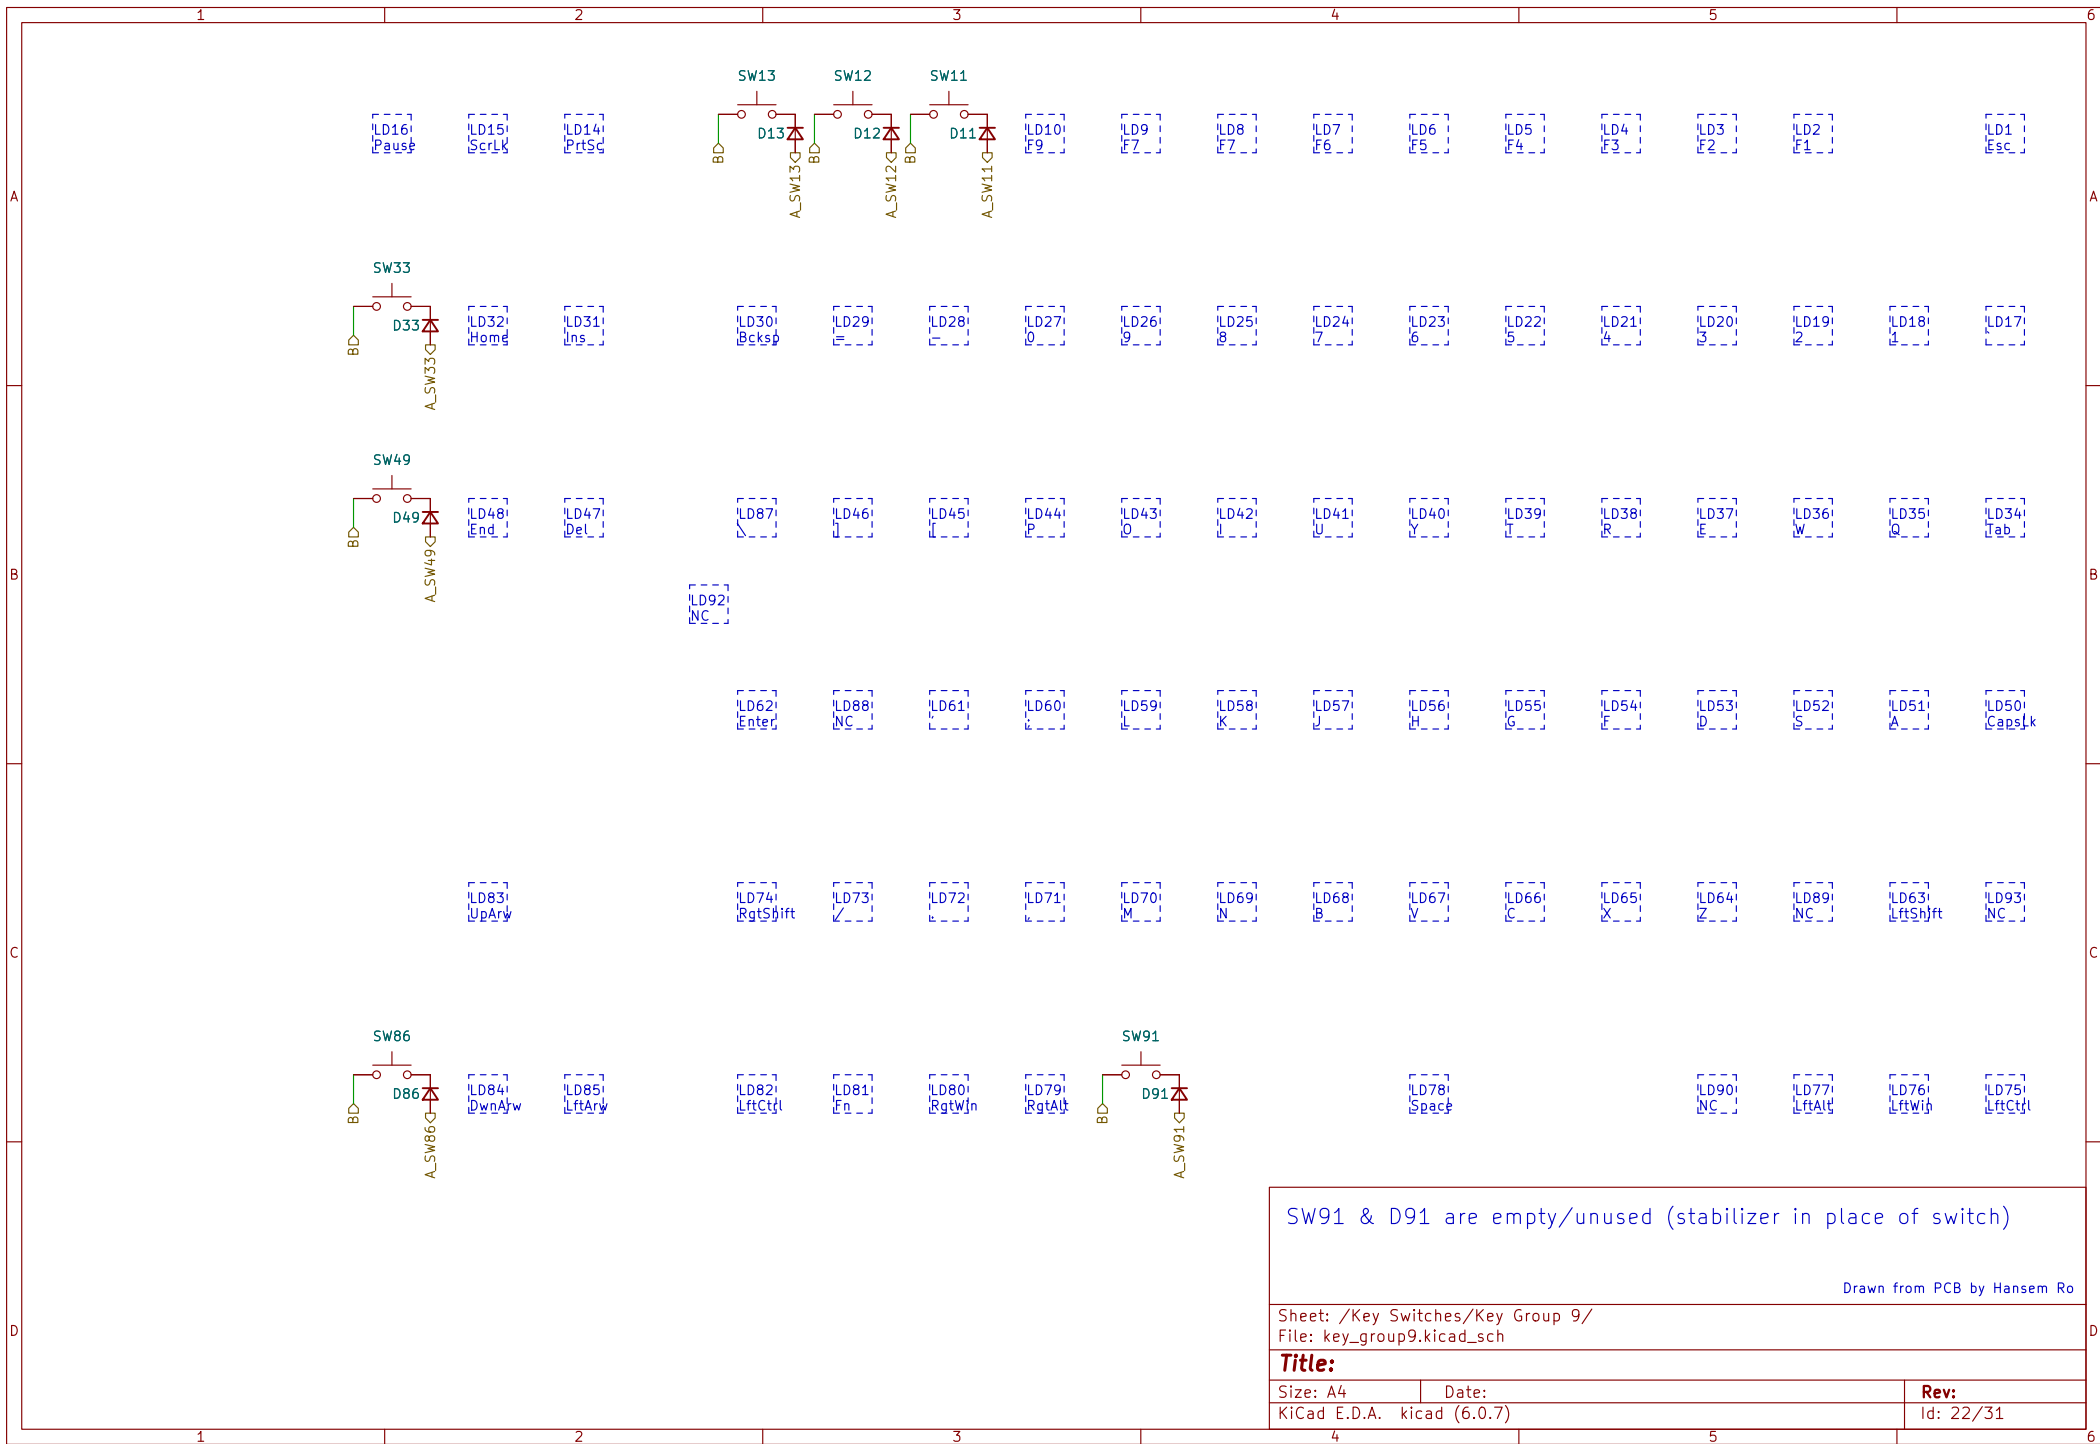 1 2 3 4 5 6
SW13 SW12 SW11
LD16 LD15 LD14 D13 D12 D11 LD10 LD9 LD8 LD7 LD6 LD5 LD4 LD3 LD2 LD1
Pause ScrLk PrtSc F9 F7 F7 F6 F5 F4 F3 F2 F1 Esc
B B B
A_SW13 A_SW12 A_SW11
A A
SW33
D33 LD32 LD31 LD30 LD29 LD28 LD27 LD26 LD25 LD24 LD23 LD22 LD21 LD20 LD19 LD18 LD17
Home Ins Bcksp = - 0 9 8 7 6 5 4 3 2 1 `
B
A_SW33
SW49
D49 LD48 LD47 LD87 LD46 LD45 LD44 LD43 LD42 LD41 LD40 LD39 LD38 LD37 LD36 LD35 LD34
End Del \ ] [ P O I U Y T R E W Q Tab
B
A_SW49
B B
LD92
NC
LD62 LD88 LD61 LD60 LD59 LD58 LD57 LD56 LD55 LD54 LD53 LD52 LD51 LD50
Enter NC ' ; L K J H G F D S A CapsLk
LD83 LD74 LD73 LD72 LD71 LD70 LD69 LD68 LD67 LD66 LD65 LD64 LD89 LD63 LD93
UpArw RgtShift / . , M N B V C X Z NC LftShift NC
C C
SW86 SW91
D86 LD84 LD85 LD82 LD81 LD80 LD79 D91 LD78 LD90 LD77 LD76 LD75
DwnArw LftArw LftCtrl Fn RgtWin RgtAlt Space NC LftAlt LftWin LftCtrl
B B
A_SW86 A_SW91
SW91 & D91 are empty/unused (stabilizer in place of switch)
Drawn from PCB by Hansem Ro
Sheet: /Key Switches/Key Group 9/
File: key_group9.kicad_sch
D D
Title:
Size: A4 Date: Rev:
KiCad E.D.A. kicad (6.0.7) Id: 22/31
1 2 3 4 5 6